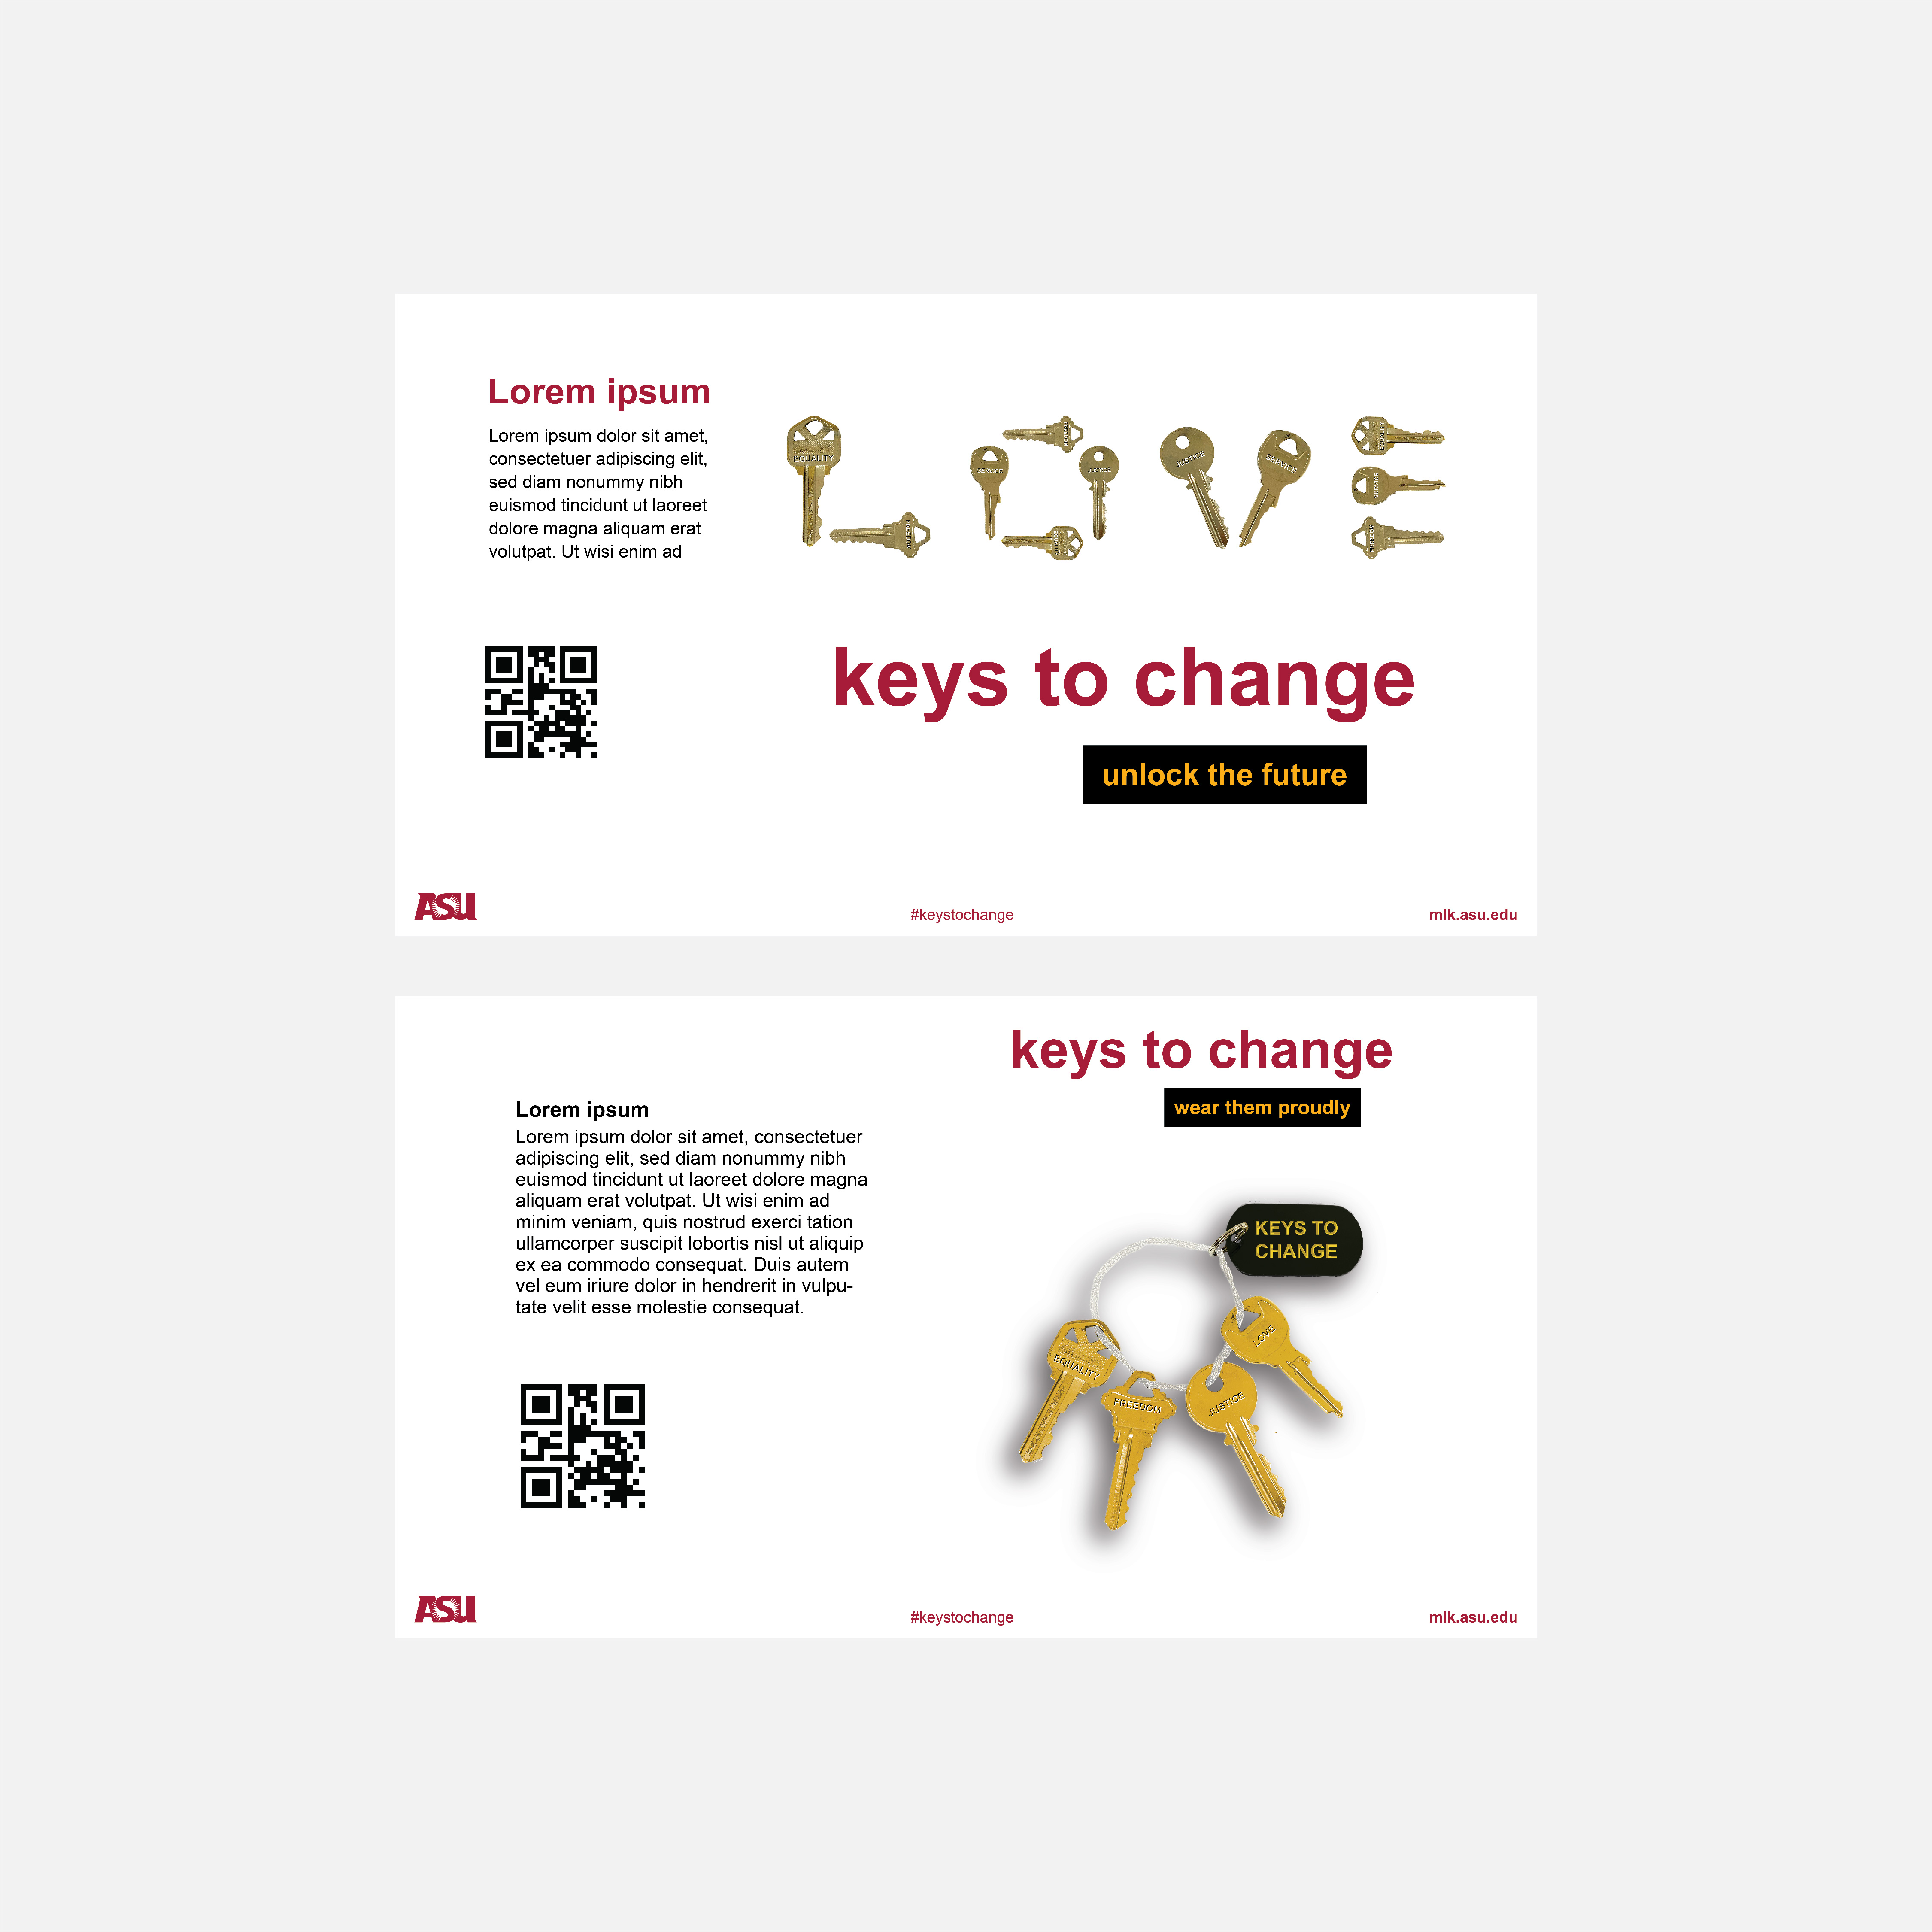 Lorem ipsum
Lorem ipsum dolor sit amet,
consectetuer adipiscing elit,
sed diam nonummy nibh
euismod tincidunt ut laoreet
dolore magna aliquam erat
volutpat. Ut wisi enim ad
LOVE
EQUALITY
SERVICE
JUSTICE
JUSTICE
SERVICE
keys to change
unlock the future
ASU
#keystochange
mlk.asu.edu
keys to change
wear them proudly
Lorem ipsum
Lorem ipsum dolor sit amet, consectetuer
adipiscing elit, sed diam nonummy nibh
euismod tincidunt ut laoreet dolore magna
aliquam erat volutpat. Ut wisi enim ad
minim veniam, quis nostrud exerci tation
ullamcorper suscipit lobortis nisl ut aliquip
ex ea commodo consequat. Duis autem
vel eum iriure dolor in hendrerit in vulpu-
tate velit esse molestie consequat.
KEYS TO
CHANGE
EQUALITY
FREEDOM
JUSTICE
LOVE
ASU
#keystochange
mlk.asu.edu